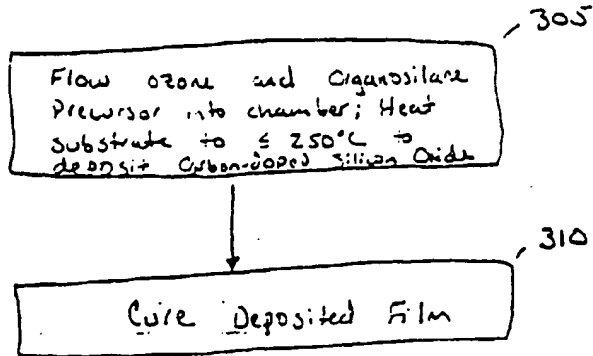 305
Flow ozone and Organosilane
Precursor into chamber; Heat
substrate to ≤ 250°C to
deposit Carbon-doped Silicon Oxide
310
Cure Deposited Film